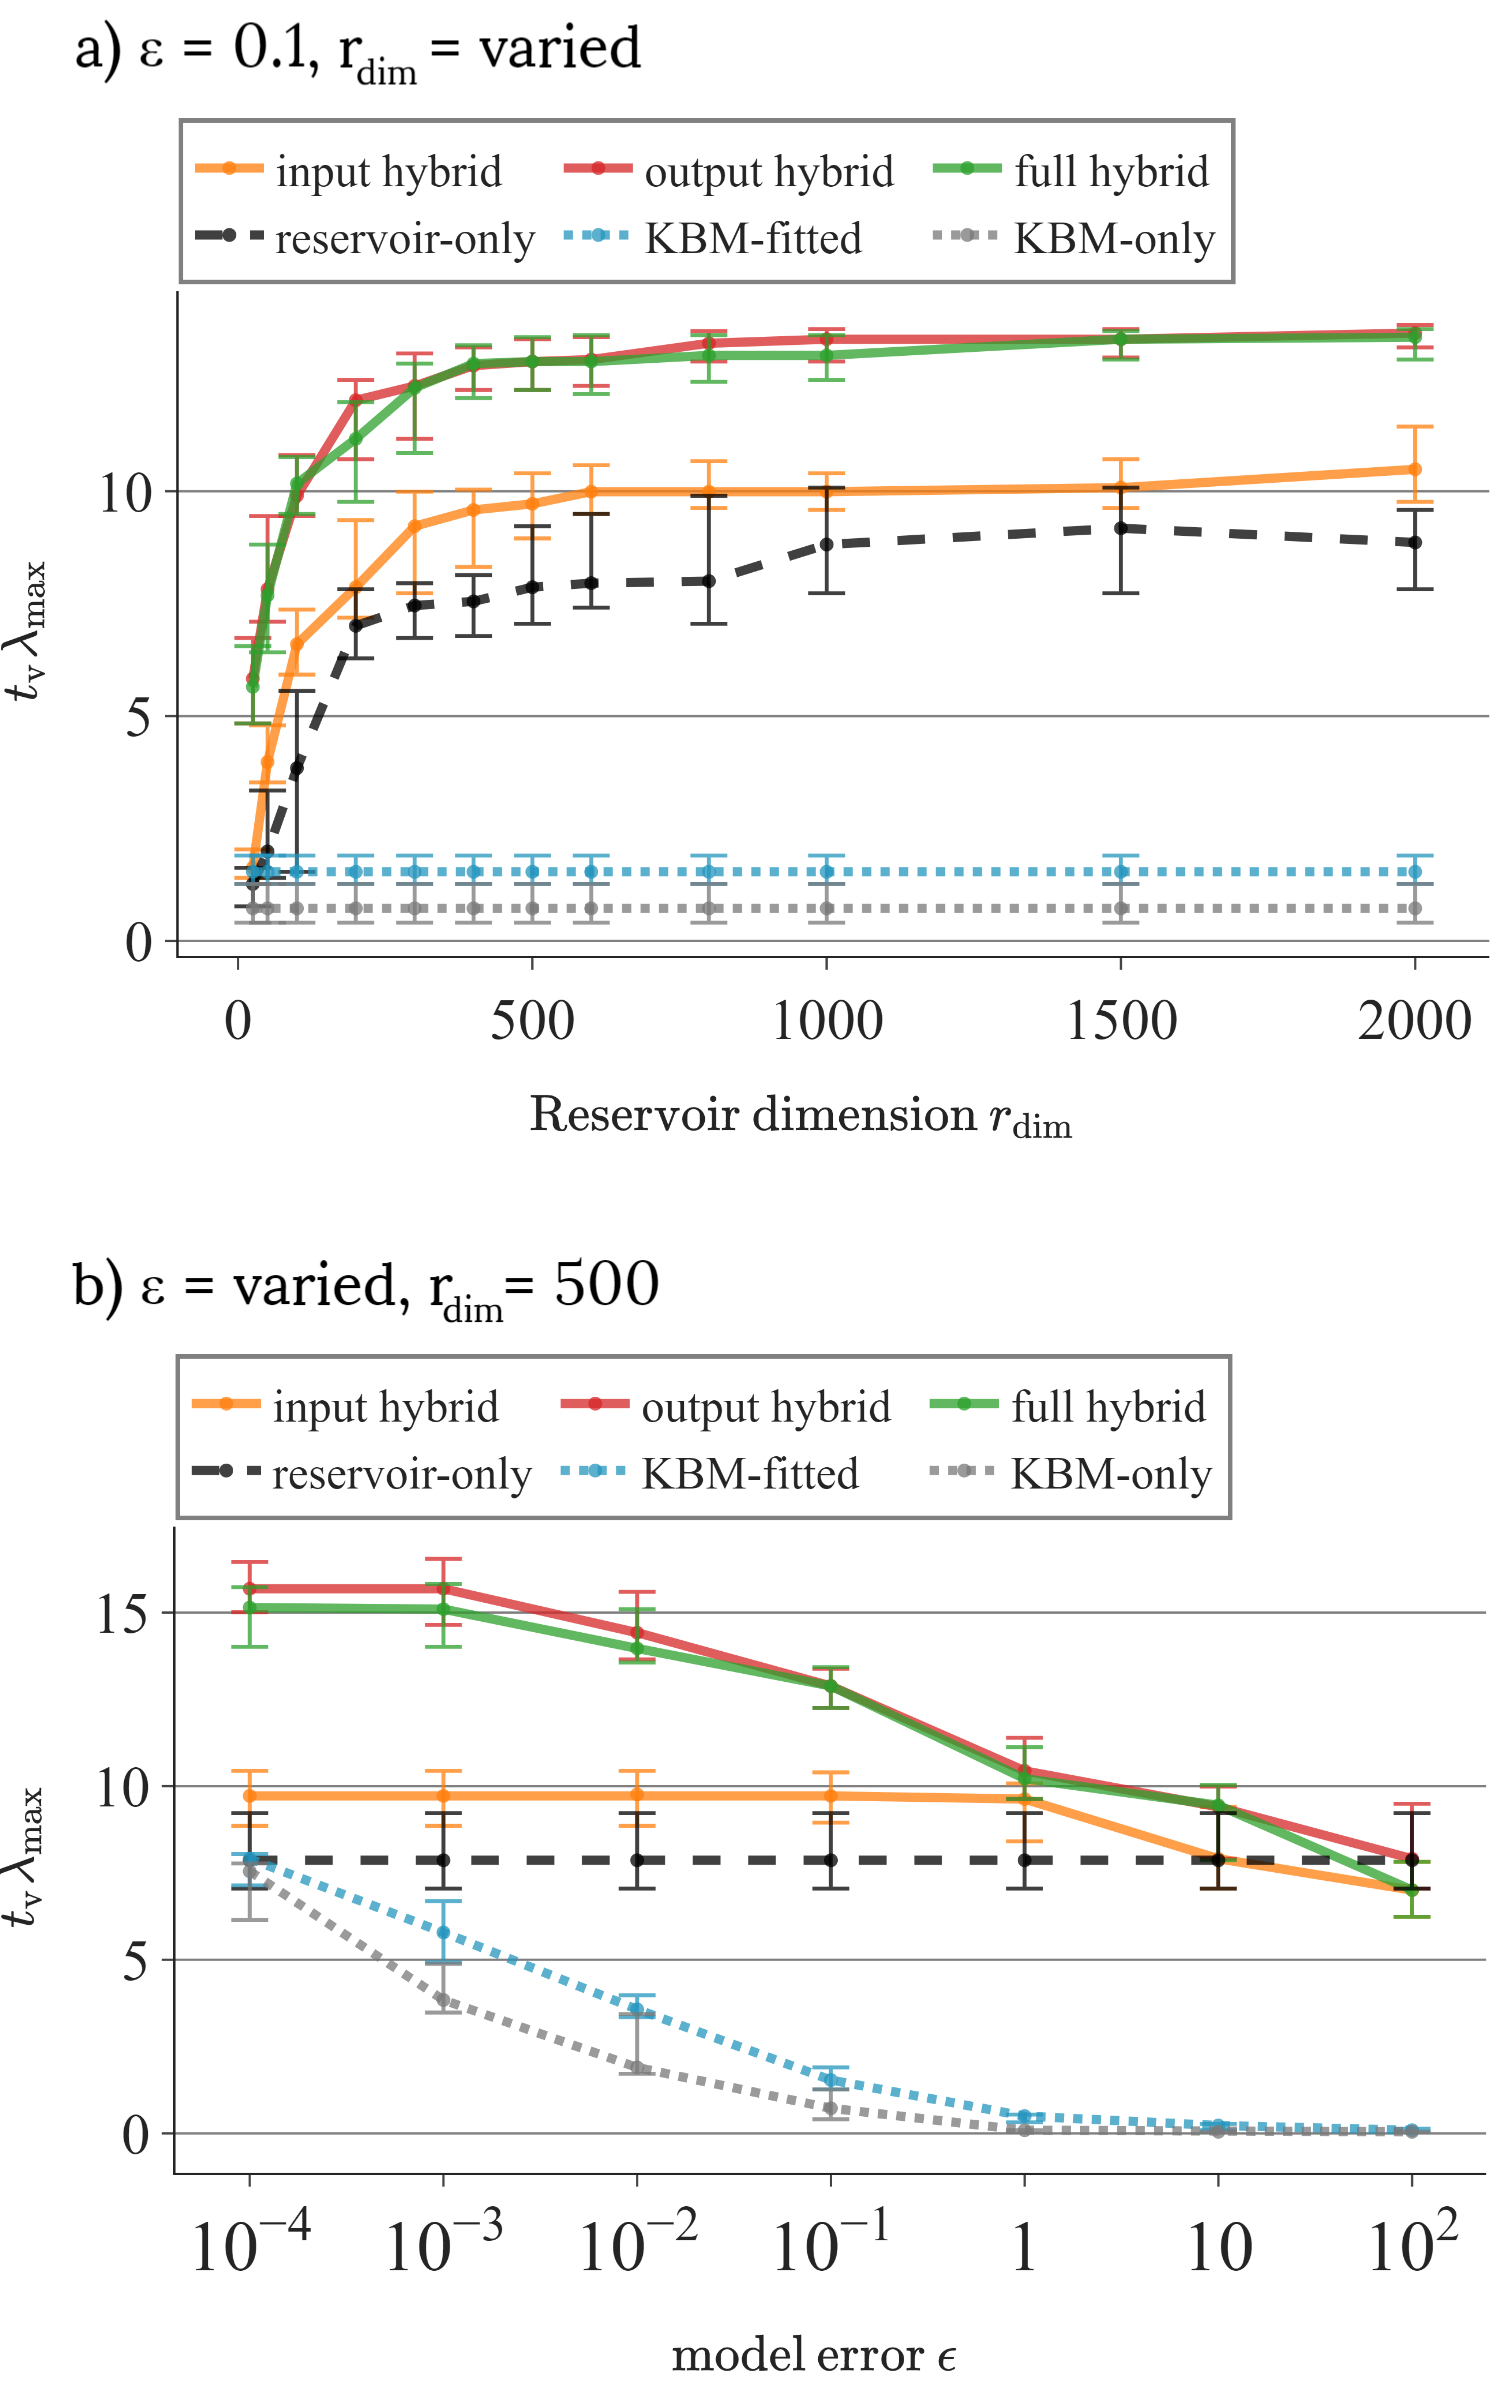 a) ε = 0.1, r_dim = varied
input hybrid output hybrid full hybrid
reservoir-only KBM-fitted KBM-only
10
5
0
t_v λ_max
0 500 1000 1500 2000
Reservoir dimension r_dim
b) ε = varied, r_dim = 500
input hybrid output hybrid full hybrid
reservoir-only KBM-fitted KBM-only
15
10
5
0
t_v λ_max
10⁻⁴ 10⁻³ 10⁻² 10⁻¹ 1 10 10²
model error ϵ